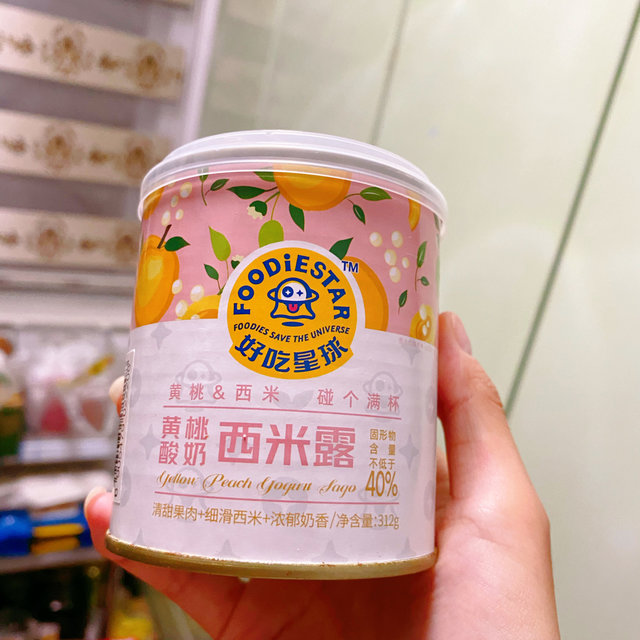 FOODiESTAR
TM
FOODIES SAVE THE UNIVERSE
好吃星球
黄桃&西米 碰个满杯
黄桃
酸奶
西米露
固形物
含量
不低于
40%
Yellow Peach Yogurt Sago
清甜果肉+细滑西米+浓郁奶香/净含量:312g